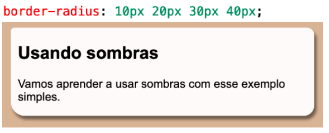 border-radius: 10px 20px 30px 40px;
Usando sombras
Vamos aprender a usar sombras com esse exemplo
simples.